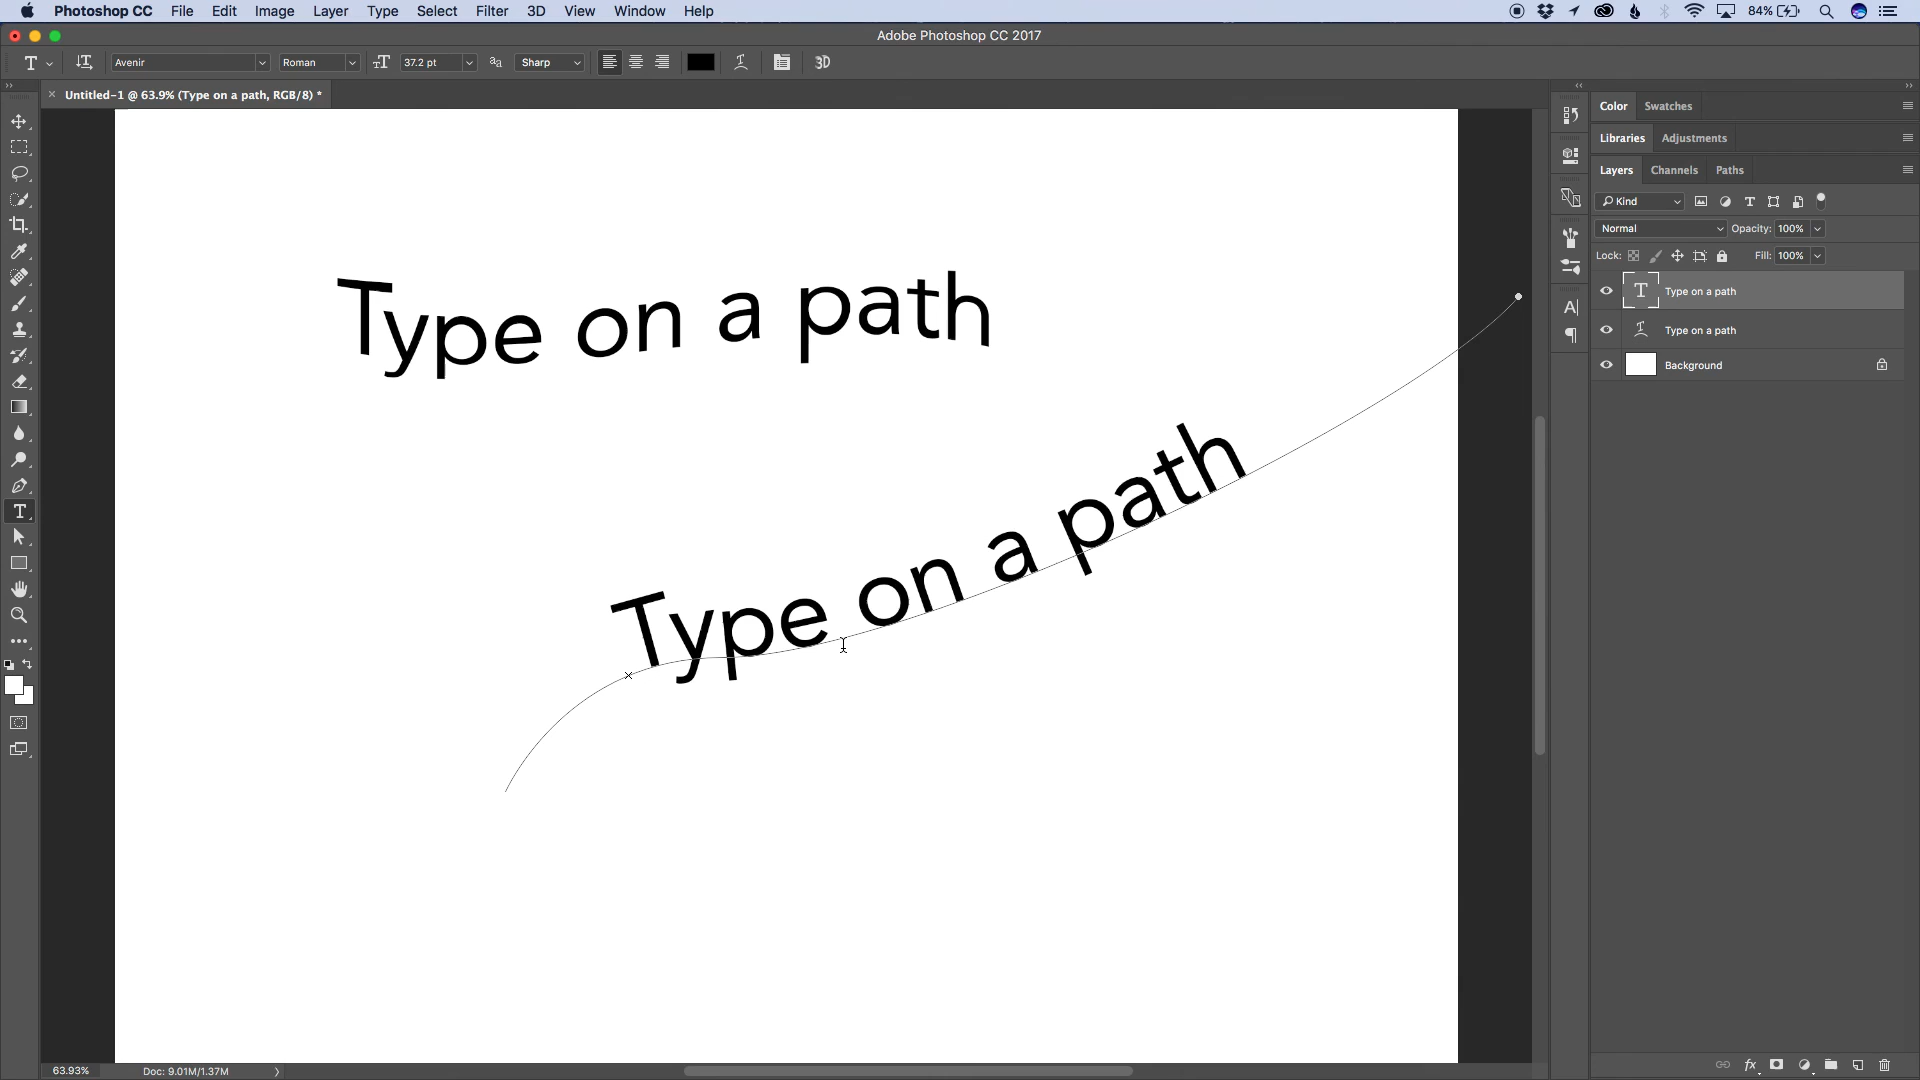 Photoshop CC File Edit Image Layer Type Select Filter 3D View Window Help 84%
Adobe Photoshop CC 2017
T Avenir Roman 37.2 pt Sharp 3D
Untitled-1 @ 63.9% (Type on a path, RGB/8) *
Color Swatches
Libraries Adjustments
Layers Channels Paths
Kind
Normal Opacity: 100%
Lock: Fill: 100%
Type on a path
Type on a path
Background
Type on a path
Type on a path
63.93% Doc: 9.01M/1.37M